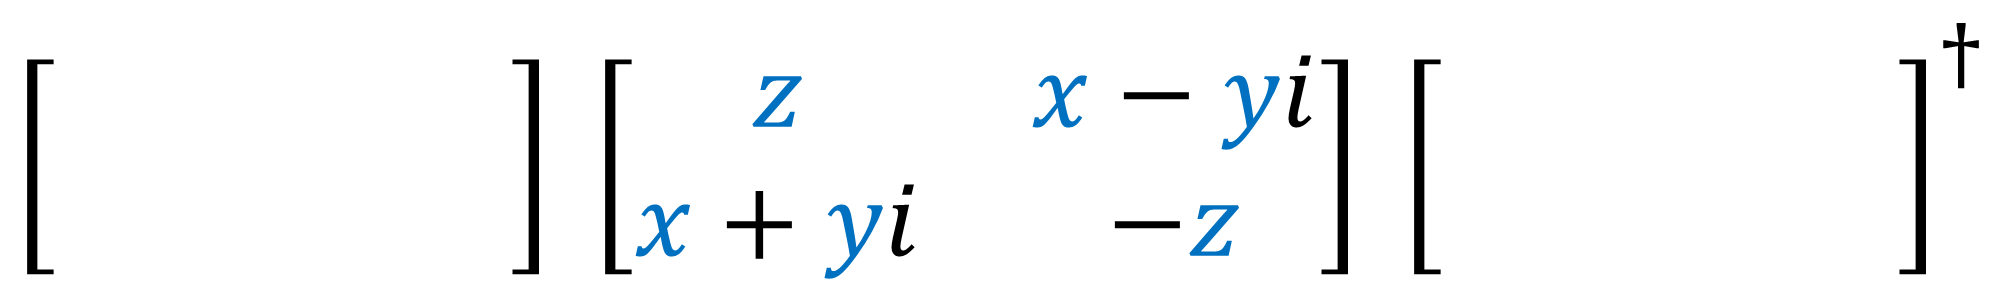 [ ] [ z x − yi ] [ ]†
[ x + yi −z ]